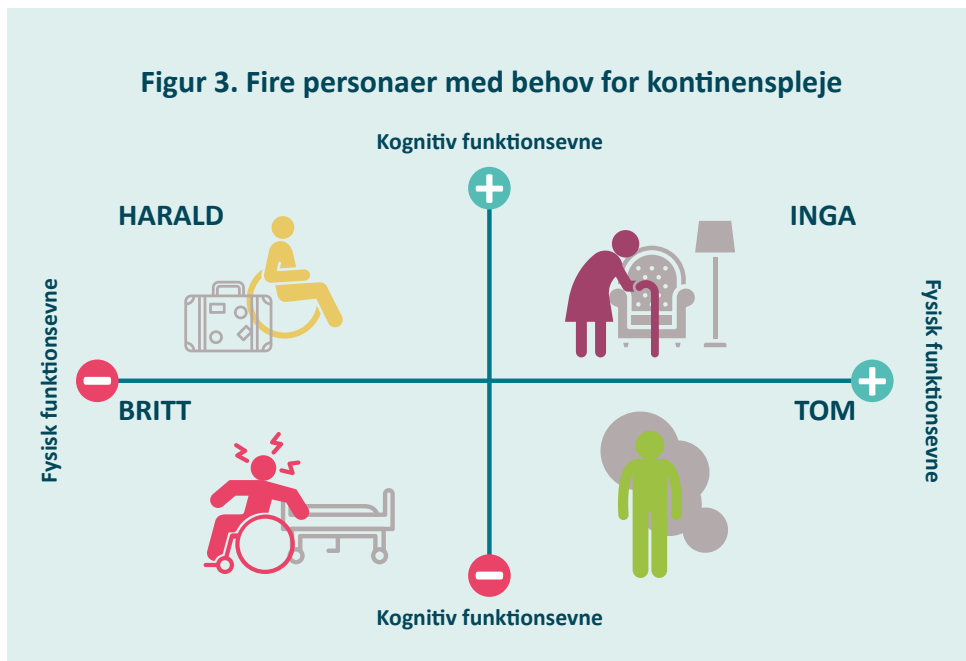 Figur 3. Fire personaer med behov for kontinenspleje
Kognitiv funktionsevne
HARALD
INGA
Fysisk funktionsevne
Fysisk funktionsevne
BRITT
TOM
Kognitiv funktionsevne